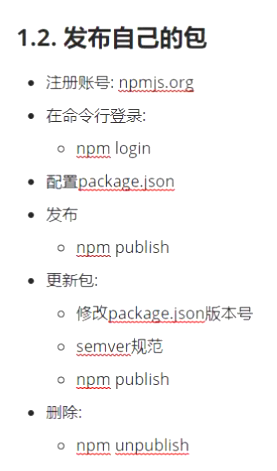 1.2. 发布自己的包
注册账号: npmjs.org
在命令行登录:
npm login
配置package.json
发布
npm publish
更新包:
修改package.json版本号
semver规范
npm publish
删除:
npm unpublish